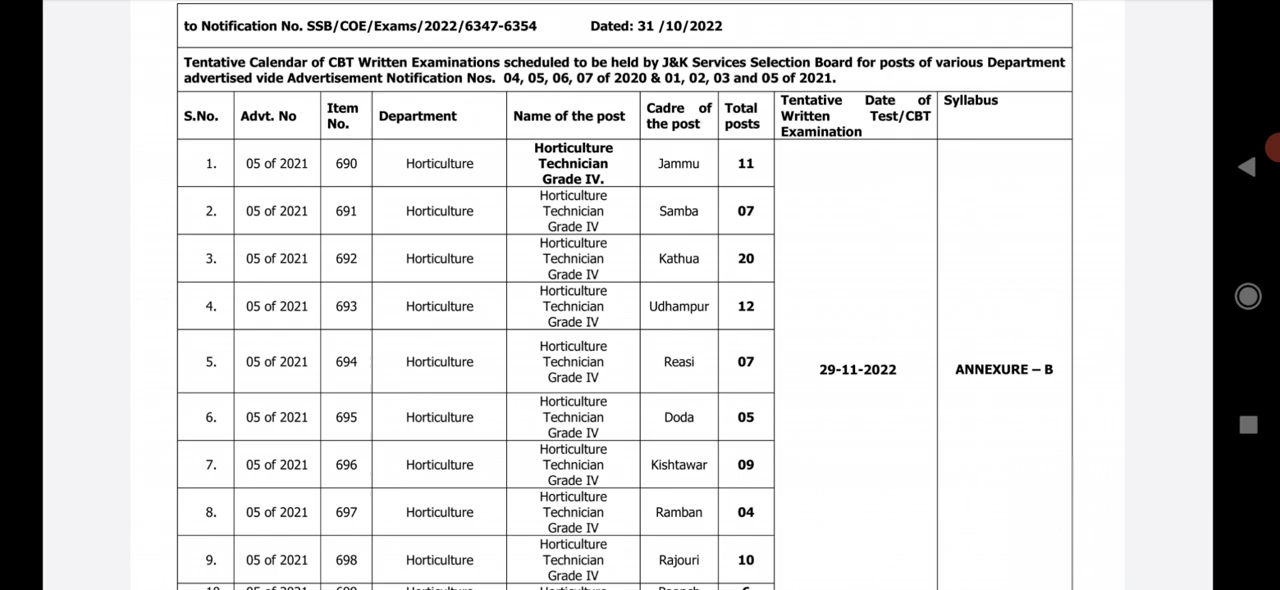 to Notification No. SSB/COE/Exams/2022/6347-6354 Dated: 31 /10/2022
Tentative Calendar of CBT Written Examinations scheduled to be held by J&K Services Selection Board for posts of various Department
advertised vide Advertisement Notification Nos. 04, 05, 06, 07 of 2020 & 01, 02, 03 and 05 of 2021.
S.No. Advt. No Item No. Department Name of the post Cadre of the post Total posts Tentative Date of Written Test/CBT Examination Syllabus
1. 05 of 2021 690 Horticulture Horticulture Technician Grade IV. Jammu 11
2. 05 of 2021 691 Horticulture Horticulture Technician Grade IV Samba 07
3. 05 of 2021 692 Horticulture Horticulture Technician Grade IV Kathua 20
4. 05 of 2021 693 Horticulture Horticulture Technician Grade IV Udhampur 12
5. 05 of 2021 694 Horticulture Horticulture Technician Grade IV Reasi 07
29-11-2022 ANNEXURE – B
6. 05 of 2021 695 Horticulture Horticulture Technician Grade IV Doda 05
7. 05 of 2021 696 Horticulture Horticulture Technician Grade IV Kishtawar 09
8. 05 of 2021 697 Horticulture Horticulture Technician Grade IV Ramban 04
9. 05 of 2021 698 Horticulture Horticulture Technician Grade IV Rajouri 10